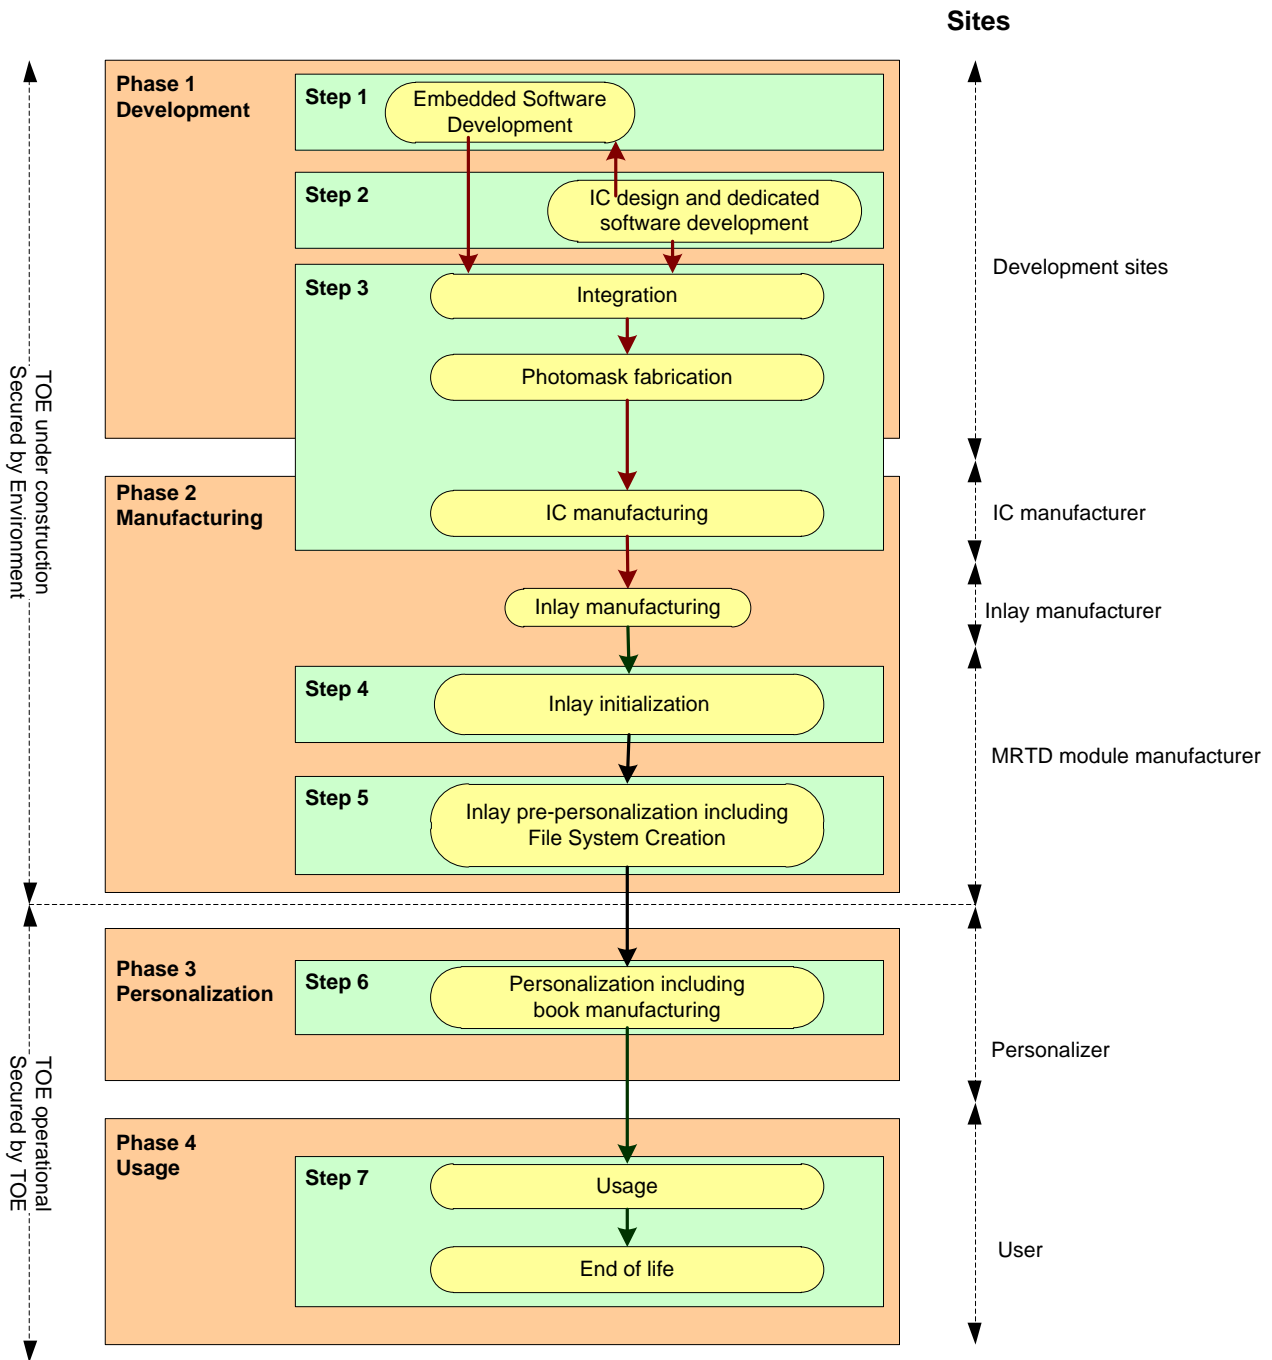 Sites
Phase 1
Development
Step 1
Embedded Software
Development
Step 2
IC design and dedicated
software development
Step 3
Integration
Development sites
Photomask fabrication
TOE under construction
Secured by Environment
Phase 2
Manufacturing
IC manufacturing
IC manufacturer
Inlay manufacturing
Inlay manufacturer
Step 4
Inlay initialization
MRTD module manufacturer
Step 5
Inlay pre-personalization including
File System Creation
Phase 3
Personalization
Step 6
Personalization including
book manufacturing
Personalizer
TOE operational
Secured by TOE
Phase 4
Usage
Step 7
Usage
User
End of life